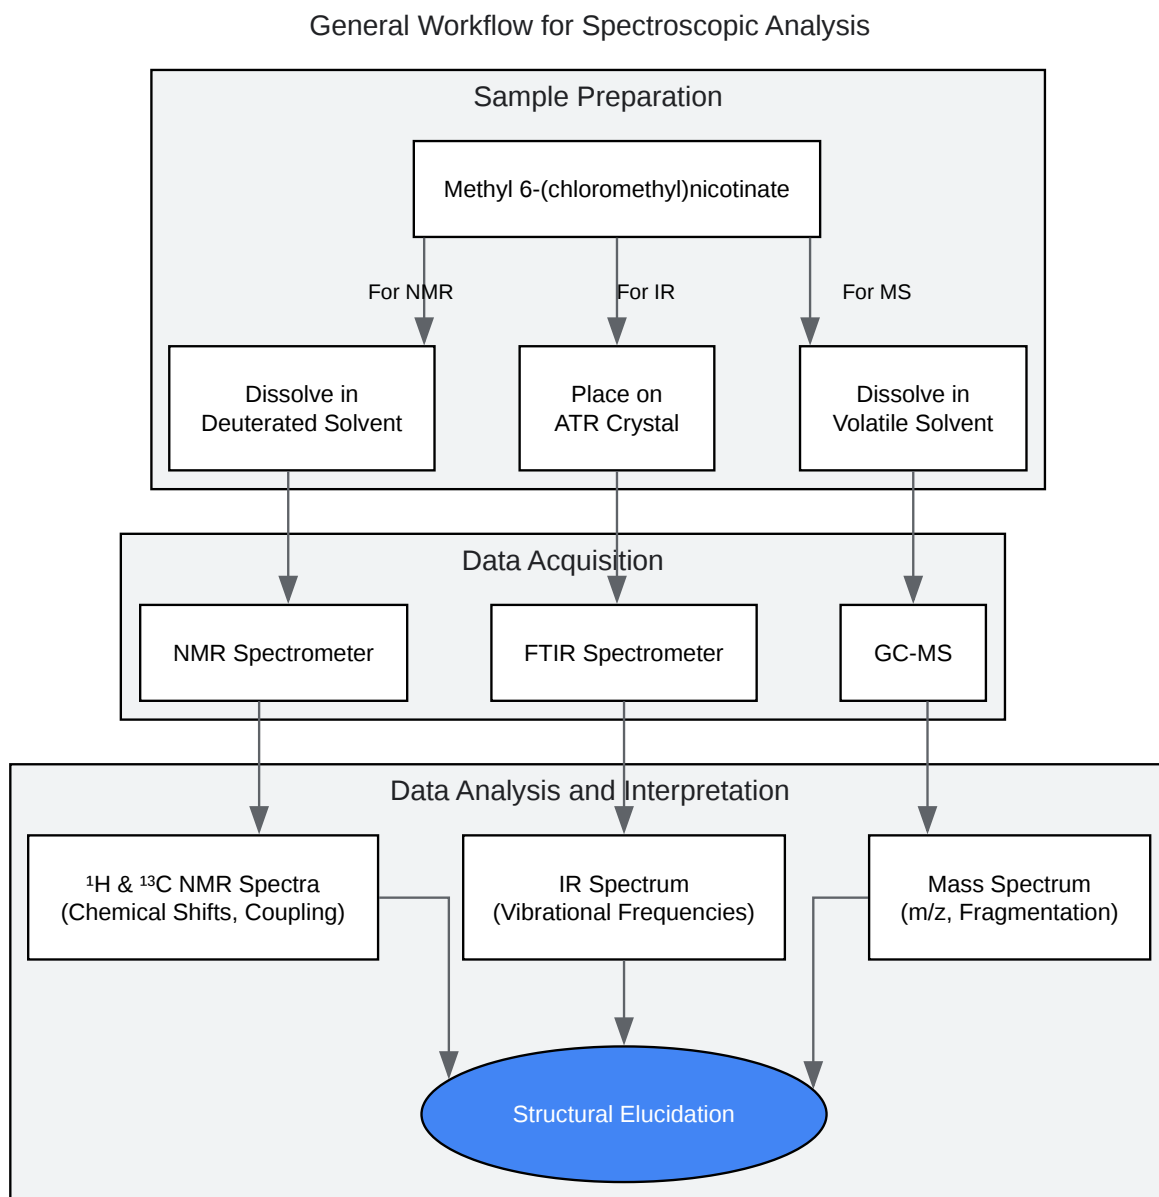 General Workflow for Spectroscopic Analysis
Sample Preparation
Methyl 6-(chloromethyl)nicotinate
For NMR
For IR
For MS
Dissolve in
Deuterated Solvent
Place on
ATR Crystal
Dissolve in
Volatile Solvent
Data Acquisition
NMR Spectrometer
FTIR Spectrometer
GC-MS
Data Analysis and Interpretation
¹H & ¹³C NMR Spectra
(Chemical Shifts, Coupling)
IR Spectrum
(Vibrational Frequencies)
Mass Spectrum
(m/z, Fragmentation)
Structural Elucidation